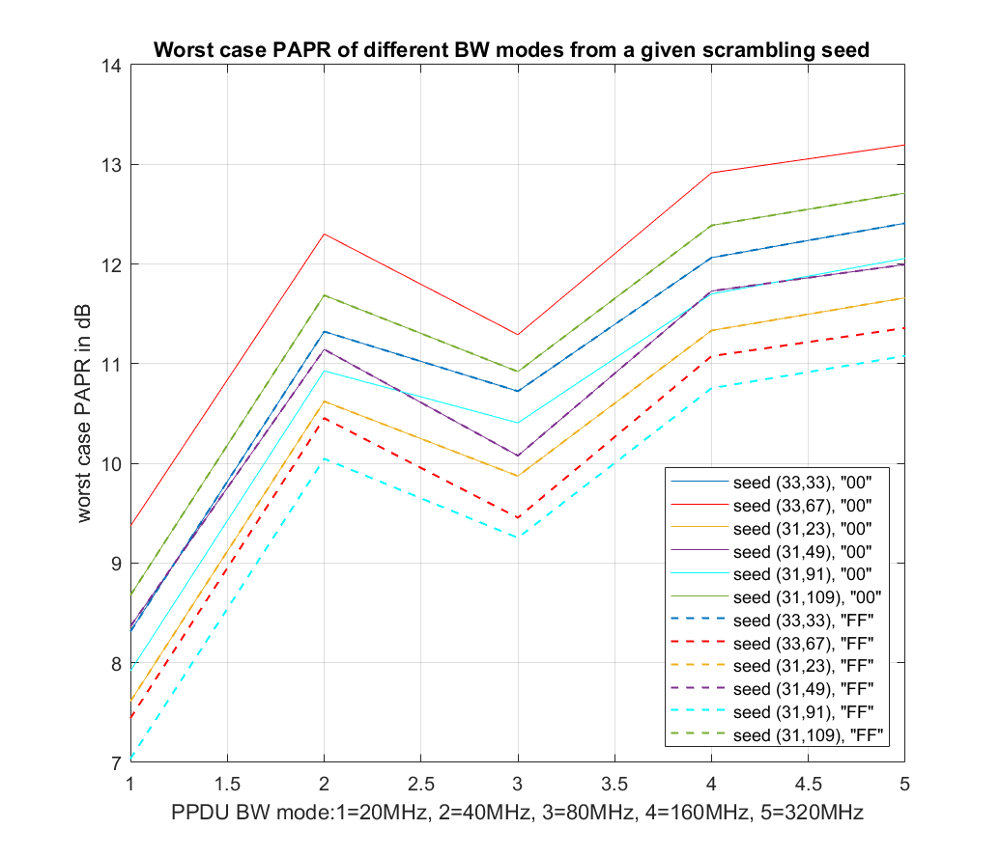 Worst case PAPR of different BW modes from a given scrambling seed
14
13
12
11
10
9
8
7
worst case PAPR in dB
seed (33,33), "00"
seed (33,67), "00"
seed (31,23), "00"
seed (31,49), "00"
seed (31,91), "00"
seed (31,109), "00"
seed (33,33), "FF"
seed (33,67), "FF"
seed (31,23), "FF"
seed (31,49), "FF"
seed (31,91), "FF"
seed (31,109), "FF"
1 1.5 2 2.5 3 3.5 4 4.5 5
PPDU BW mode:1=20MHz, 2=40MHz, 3=80MHz, 4=160MHz, 5=320MHz